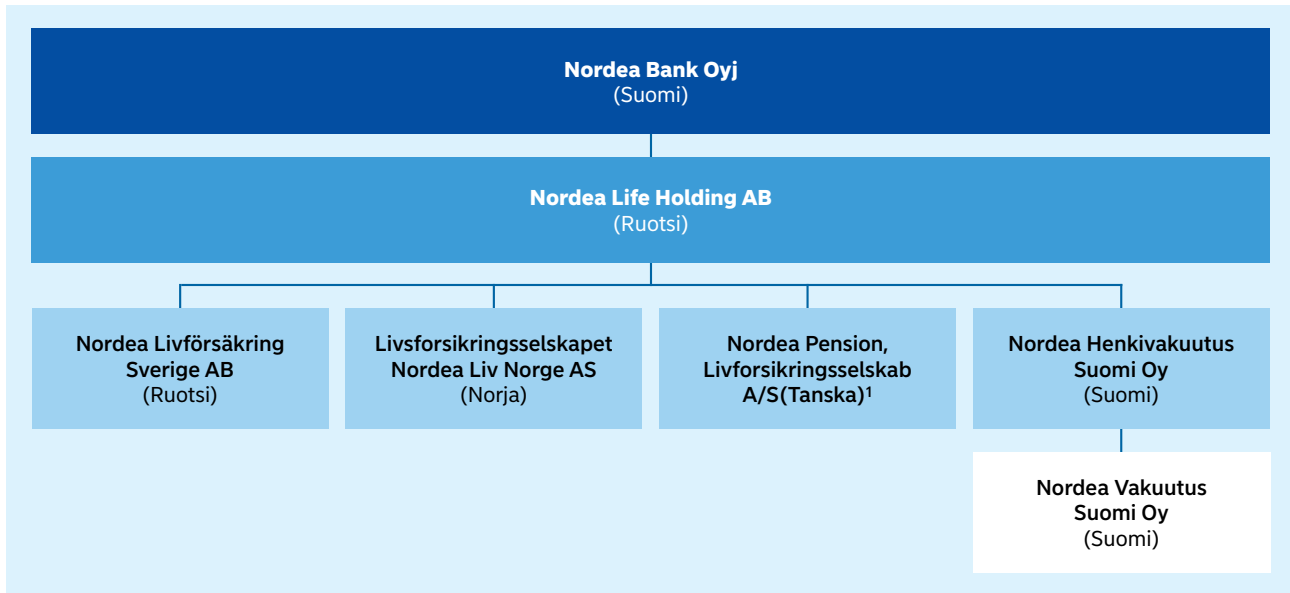 Nordea Bank Oyj
(Suomi)
Nordea Life Holding AB
(Ruotsi)
Nordea Livförsäkring
Sverige AB
(Ruotsi)
Livsforsikringsselskapet
Nordea Liv Norge AS
(Norja)
Nordea Pension,
Livforsikringsselskab
A/S(Tanska)¹
Nordea Henkivakuutus
Suomi Oy
(Suomi)
Nordea Vakuutus
Suomi Oy
(Suomi)